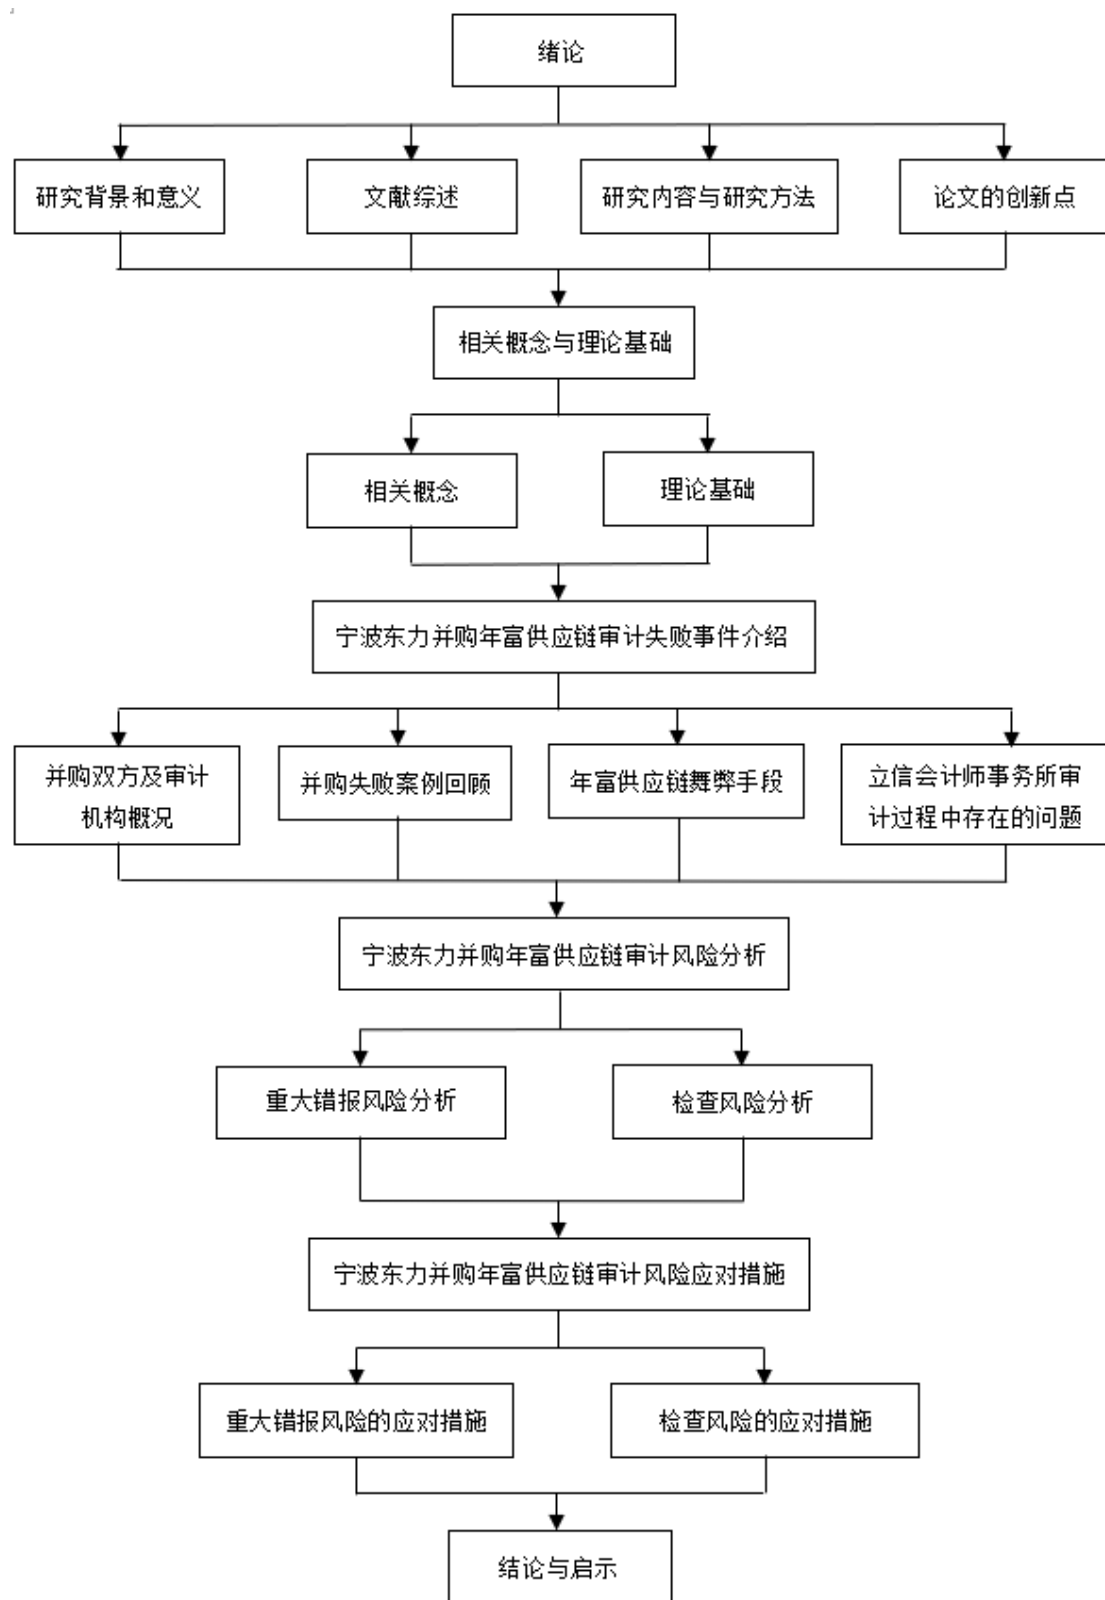 绪论
研究背景和意义
文献综述
研究内容与研究方法
论文的创新点
相关概念与理论基础
相关概念
理论基础
宁波东力并购年富供应链审计失败事件介绍
并购双方及审计
机构概况
并购失败案例回顾
年富供应链舞弊手段
立信会计师事务所审
计过程中存在的问题
宁波东力并购年富供应链审计风险分析
重大错报风险分析
检查风险分析
宁波东力并购年富供应链审计风险应对措施
重大错报风险的应对措施
检查风险的应对措施
结论与启示